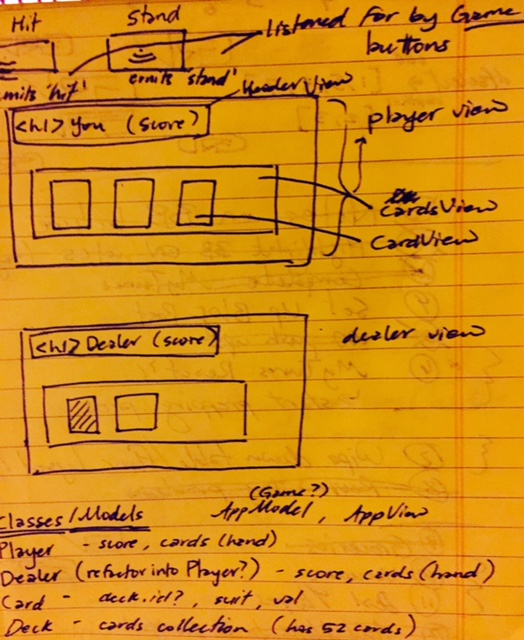 Hit
Stand
listened for by Game
buttons
emits 'stand'
HeaderView
<h1> You (score)
player view
CardsView
CardView
<h1> Dealer (score)
dealer view
(Game?)
Classes/Models AppModel, AppView
Player - score, cards (hand)
Dealer (refactor into Player?) - score, cards (hand)
Card - deck.id?, suit, val
Deck - cards collection (has 52 cards)